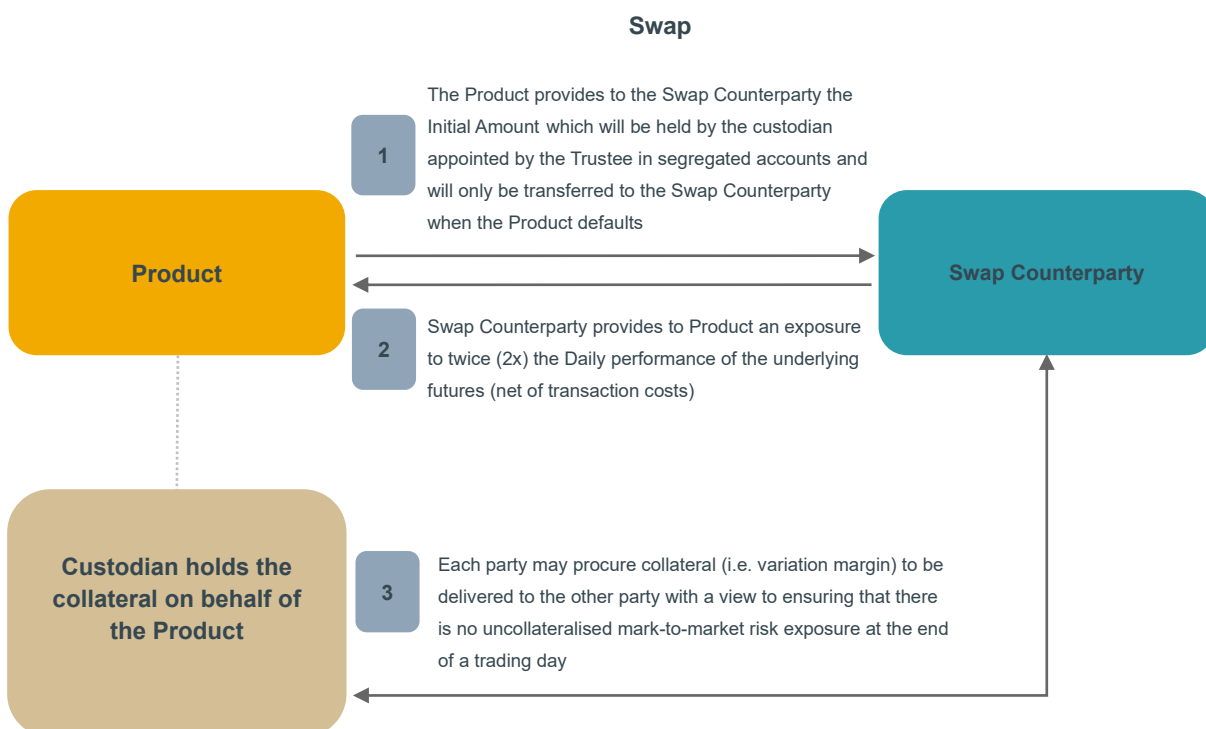 Swap
1
The Product provides to the Swap Counterparty the
Initial Amount which will be held by the custodian
appointed by the Trustee in segregated accounts and
will only be transferred to the Swap Counterparty
when the Product defaults
Product
Swap Counterparty
2
Swap Counterparty provides to Product an exposure
to twice (2x) the Daily performance of the underlying
futures (net of transaction costs)
Custodian holds the
collateral on behalf of
the Product
3
Each party may procure collateral (i.e. variation margin) to be
delivered to the other party with a view to ensuring that there
is no uncollateralised mark-to-market risk exposure at the end
of a trading day